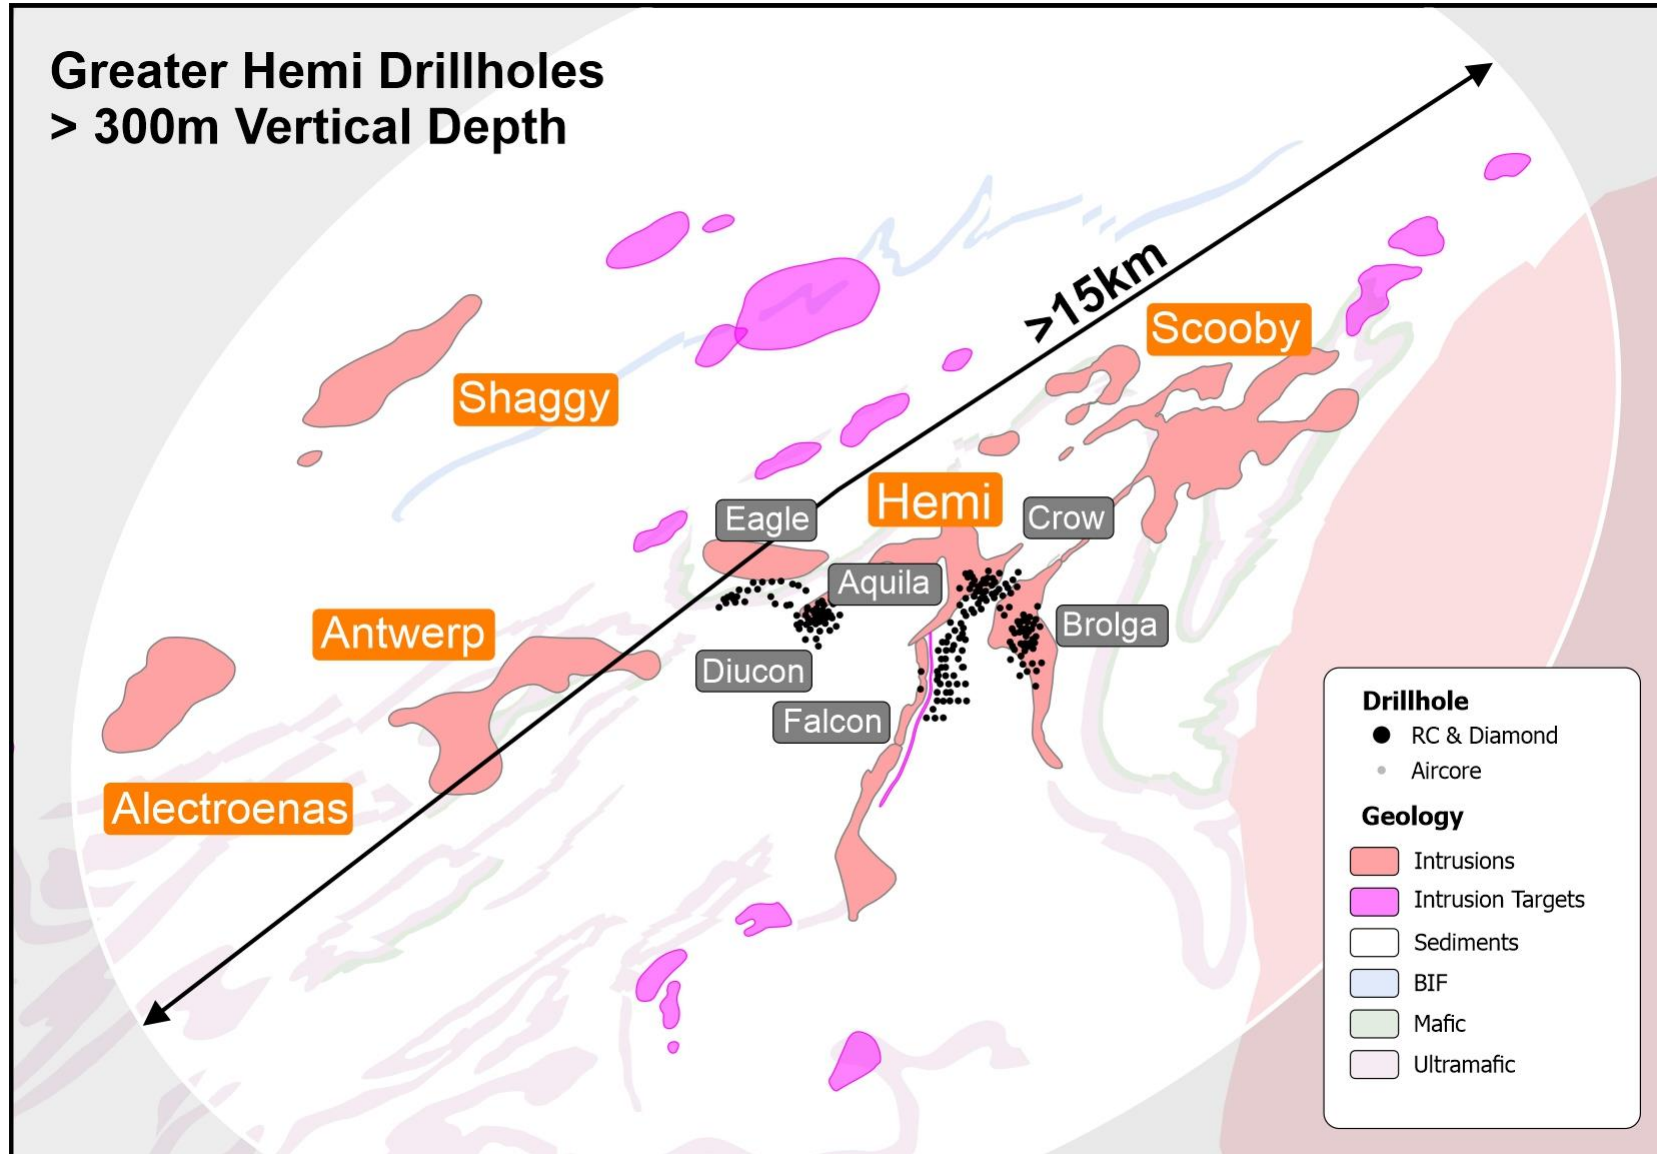 Greater Hemi Drillholes
> 300m Vertical Depth
>15km
Scooby
Shaggy
Hemi
Eagle
Crow
Aquila
Antwerp
Brolga
Diucon
Falcon
Alectroenas
Drillhole
RC & Diamond
Aircore
Geology
Intrusions
Intrusion Targets
Sediments
BIF
Mafic
Ultramafic